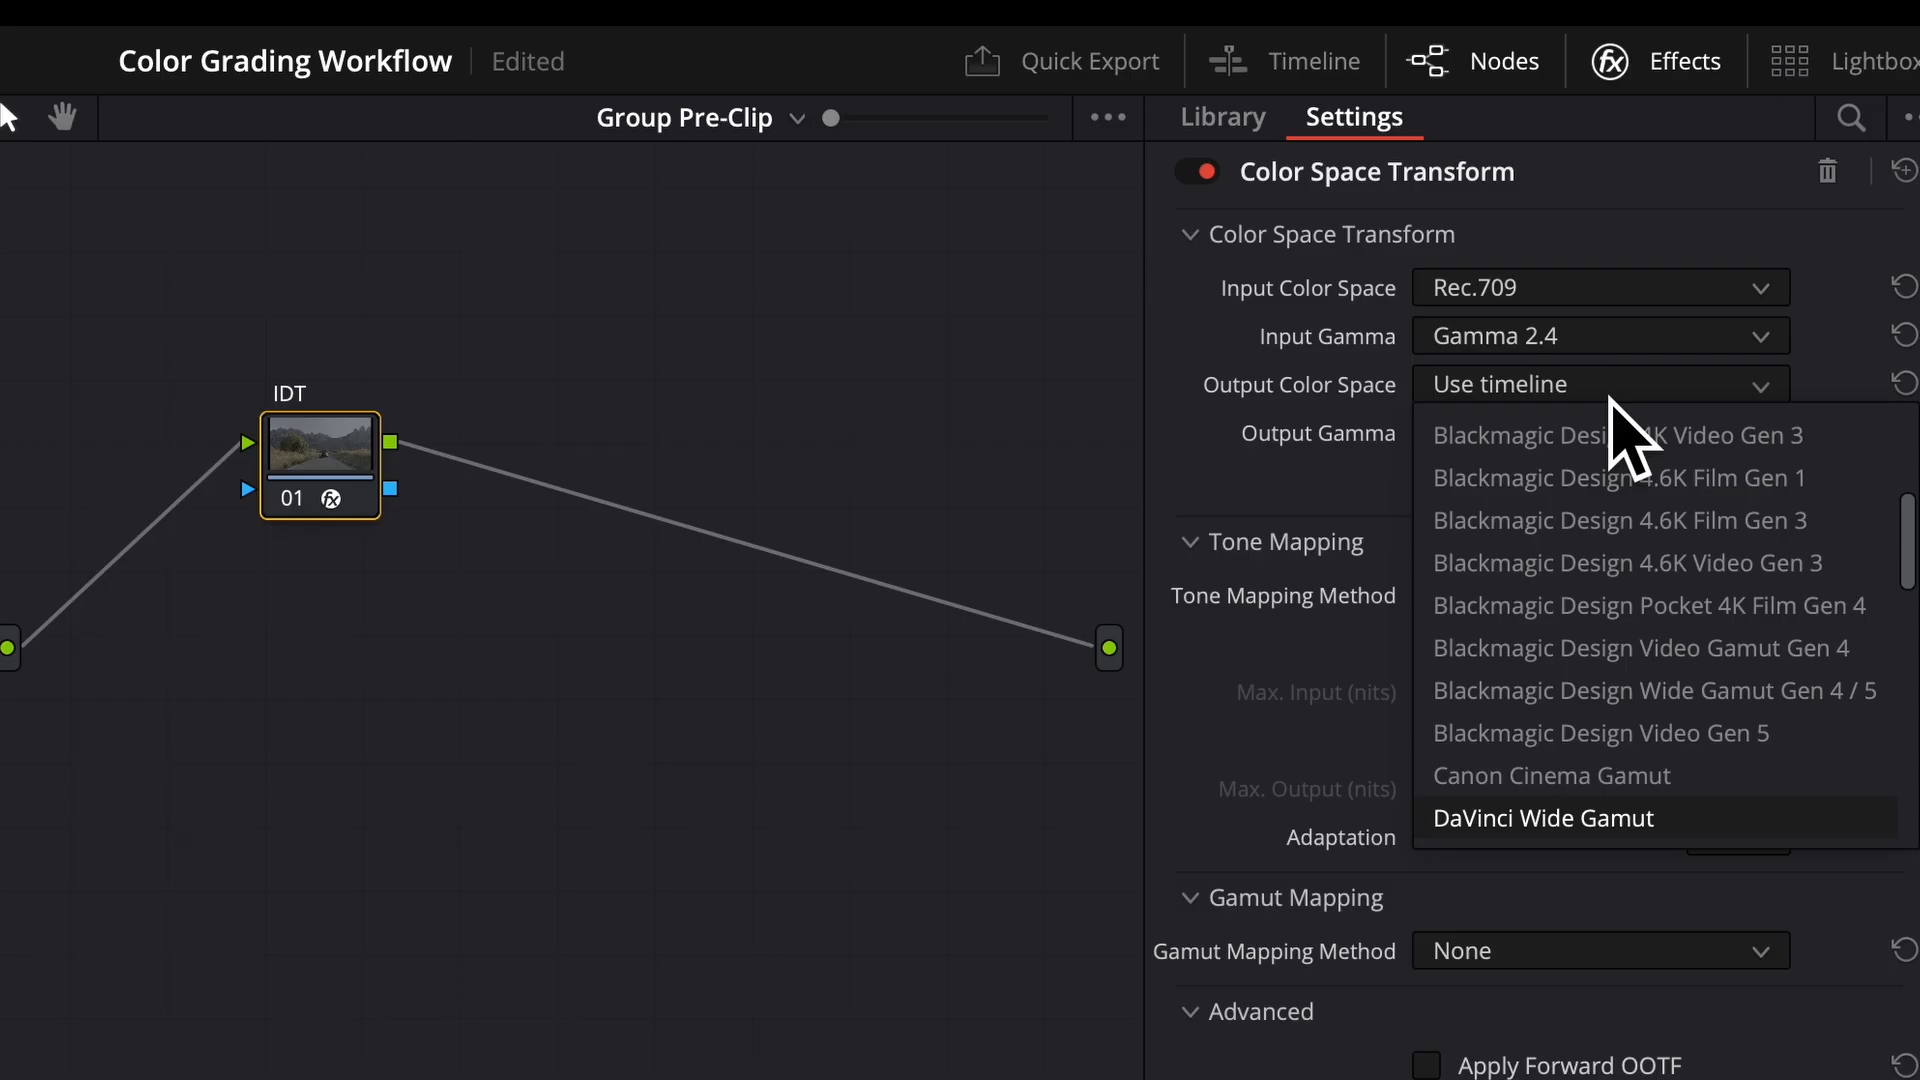 Color Grading Workflow Edited Quick Export Timeline Nodes Effects Lightbox
Group Pre-Clip Library Settings
Color Space Transform
Color Space Transform
Input Color Space Rec.709
Input Gamma Gamma 2.4
Output Color Space Use timeline
IDT
Output Gamma
Blackmagic Design 4K Video Gen 3
Blackmagic Design 4.6K Film Gen 1
01
Blackmagic Design 4.6K Film Gen 3
Tone Mapping
Blackmagic Design 4.6K Video Gen 3
Tone Mapping Method
Blackmagic Design Pocket 4K Film Gen 4
Blackmagic Design Video Gamut Gen 4
Max. Input (nits)
Blackmagic Design Wide Gamut Gen 4 / 5
Blackmagic Design Video Gen 5
Max. Output (nits)
Canon Cinema Gamut
DaVinci Wide Gamut
Adaptation
Gamut Mapping
Gamut Mapping Method None
Advanced
Apply Forward OOTF